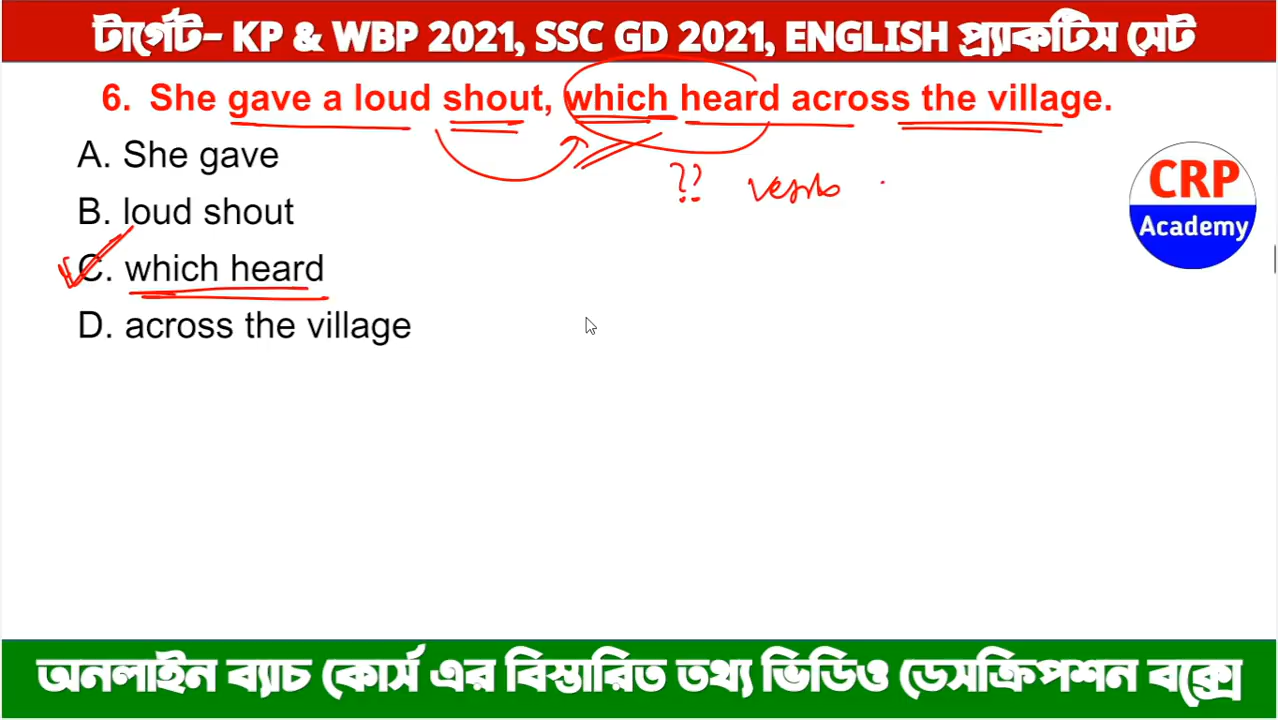 টার্গেট- KP & WBP 2021, SSC GD 2021, ENGLISH প্র্যাকটিস সেট
6. She gave a loud shout, which heard across the village.
A. She gave
B. loud shout
C. which heard
D. across the village
?? verb
CRP
Academy
অনলাইন ব্যাচ কোর্স এর বিস্তারিত তথ্য ভিডিও ডেসক্রিপশন বক্সে